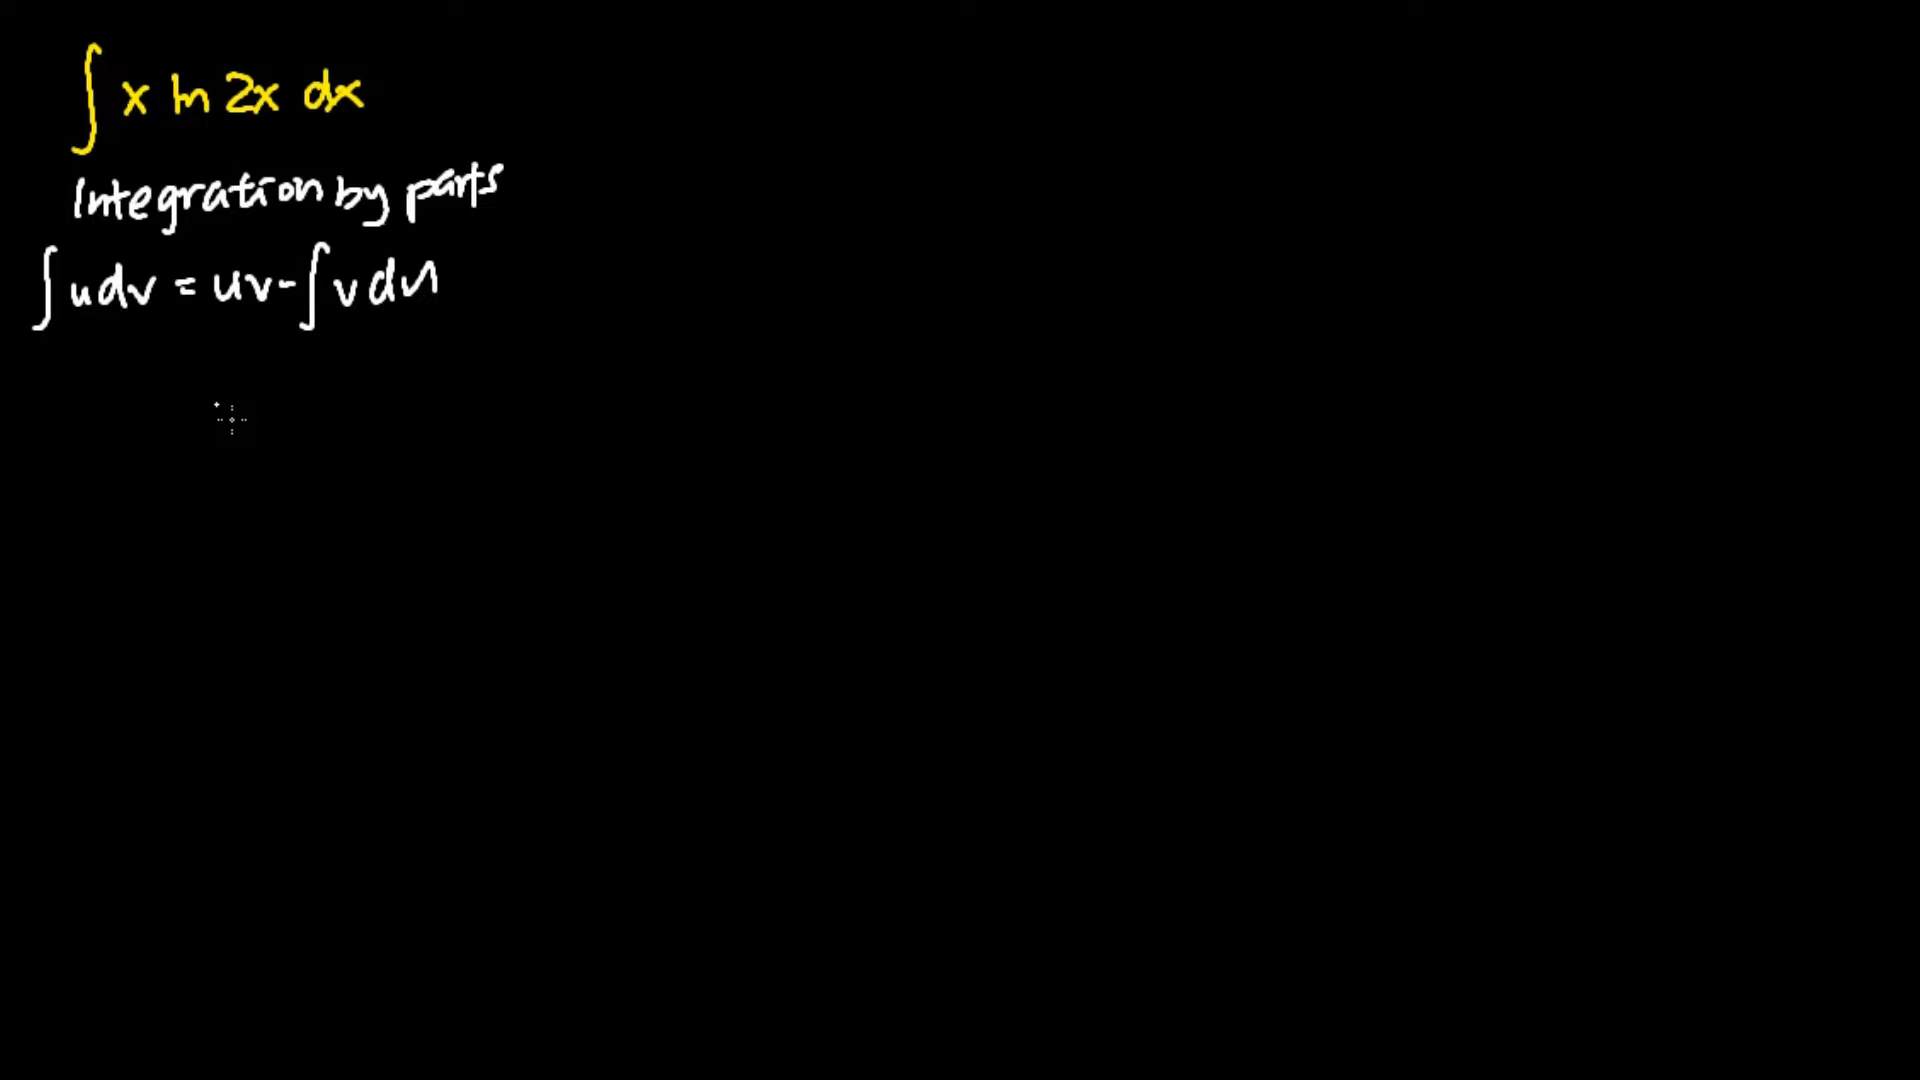 ∫ x ln 2x dx
Integration by parts
∫ u dv = uv - ∫ v du